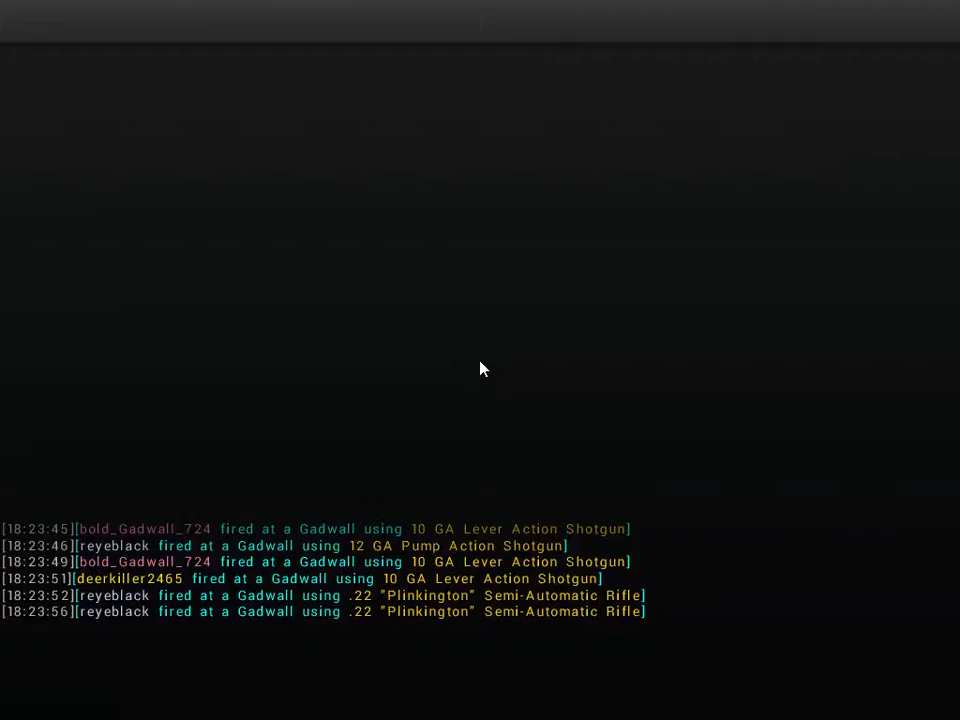 [18:23:45][bold_Gadwall_724 fired at a Gadwall using 10 GA Lever Action Shotgun]
[18:23:46][reyeblack fired at a Gadwall using 12 GA Pump Action Shotgun]
[18:23:49][bold_Gadwall_724 fired at a Gadwall using 10 GA Lever Action Shotgun]
[18:23:51][deerkiller2465 fired at a Gadwall using 10 GA Lever Action Shotgun]
[18:23:52][reyeblack fired at a Gadwall using .22 "Plinkington" Semi-Automatic Rifle]
[18:23:56][reyeblack fired at a Gadwall using .22 "Plinkington" Semi-Automatic Rifle]